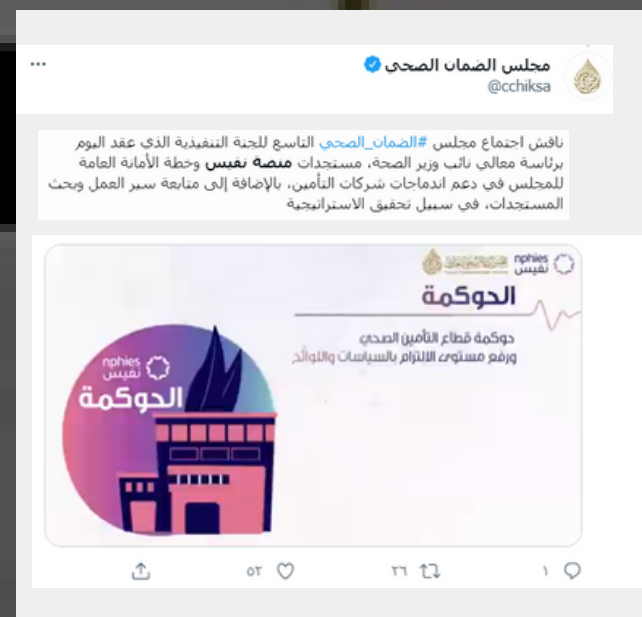 مجلس الضمان الصحي
@cchiksa
ناقش اجتماع مجلس #الضمان_الصحي التاسع للجنة التنفيذية الذي عقد اليوم
برئاسة معالي نائب وزير الصحة، مستجدات منصة نفيس وخطة الأمانة العامة
للمجلس في دعم اندماجات شركات التأمين، بالإضافة إلى متابعة سير العمل وبحث
المستجدات، في سبيل تحقيق الاستراتيجية
nphies
نفيس
الحوكمة
حوكمة قطاع التأمين الصحي
ورفع مستوى الالتزام بالسياسات واللوائح
nphies
نفيس
الحوكمة
١
٢٦
٥٢